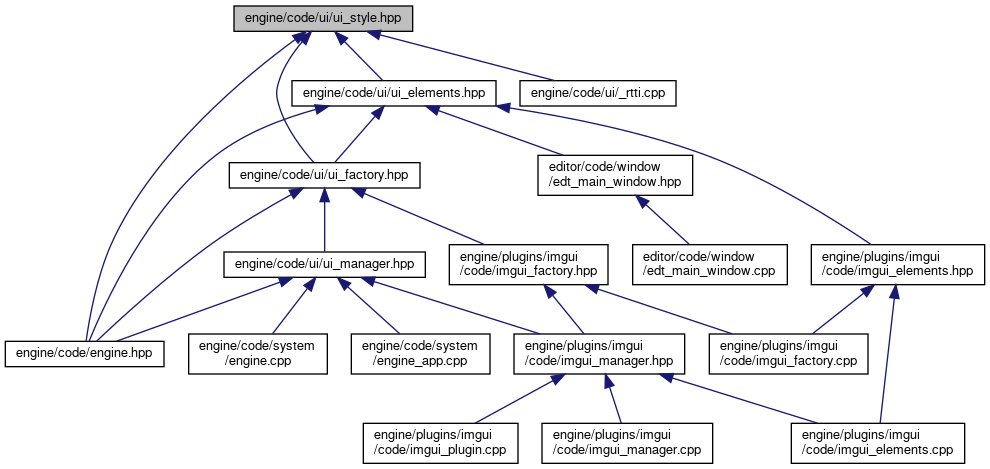 engine/code/ui/ui_style.hpp
engine/code/ui/ui_elements.hpp
engine/code/ui/_rtti.cpp
engine/code/ui/ui_factory.hpp
editor/code/window
/edt_main_window.hpp
engine/code/ui/ui_manager.hpp
engine/plugins/imgui
/code/imgui_factory.hpp
editor/code/window
/edt_main_window.cpp
engine/plugins/imgui
/code/imgui_elements.hpp
engine/code/engine.hpp
engine/code/system
/engine.cpp
engine/code/system
/engine_app.cpp
engine/plugins/imgui
/code/imgui_manager.hpp
engine/plugins/imgui
/code/imgui_factory.cpp
engine/plugins/imgui
/code/imgui_plugin.cpp
engine/plugins/imgui
/code/imgui_manager.cpp
engine/plugins/imgui
/code/imgui_elements.cpp